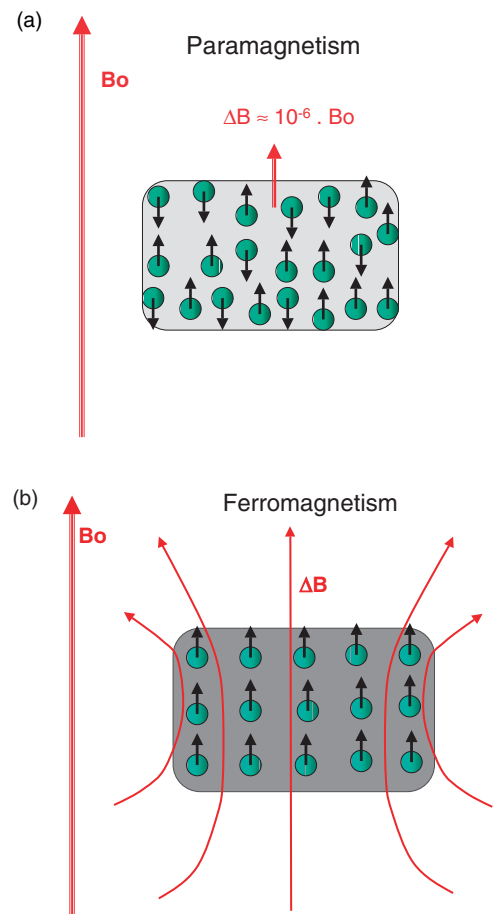 (a)
Paramagnetism
Bo
ΔB ≈ 10⁻⁶ . Bo
(b)
Ferromagnetism
Bo
ΔB